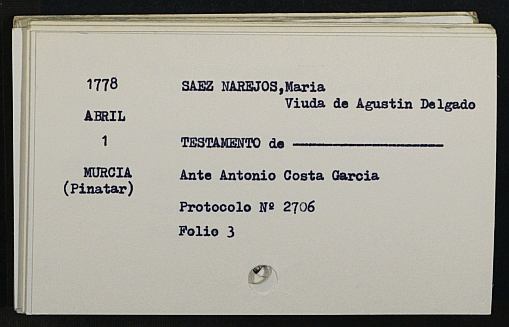 1778
SAEZ NAREJOS, Maria
Viuda de Agustin Delgado
ABRIL
1
TESTAMENTO de ————————
MURCIA
(Pinatar)
Ante Antonio Costa Garcia
Protocolo Nº 2706
Folio 3